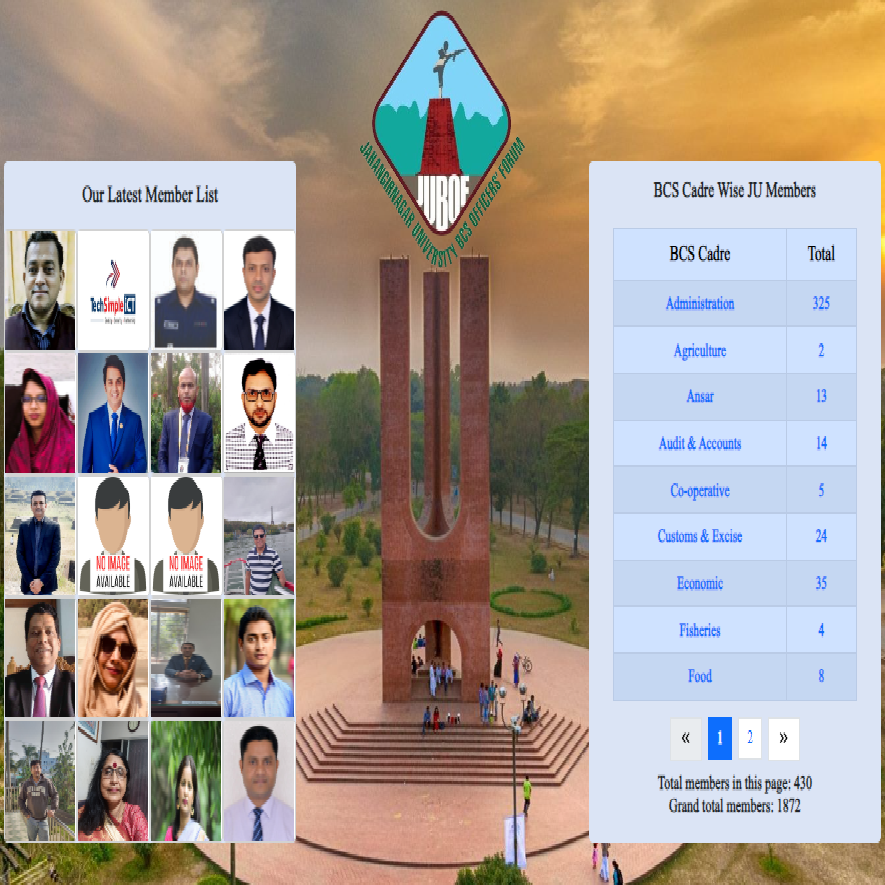 JUBOF
JAHANGIRNAGAR UNIVERSITY BCS OFFICERS' FORUM
Our Latest Member List
TechSimple ICT
NO IMAGE
AVAILABLE
NO IMAGE
AVAILABLE
BCS Cadre Wise JU Members
BCS Cadre Total
Administration 325
Agriculture 2
Ansar 13
Audit & Accounts 14
Co-operative 5
Customs & Excise 24
Economic 35
Fisheries 4
Food 8
« 1 2 »
Total members in this page: 430
Grand total members: 1872